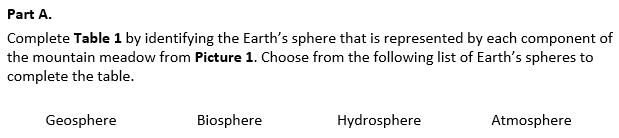 Part A.
Complete Table 1 by identifying the Earth’s sphere that is represented by each component of
the mountain meadow from Picture 1. Choose from the following list of Earth’s spheres to
complete the table.
Geosphere Biosphere Hydrosphere Atmosphere